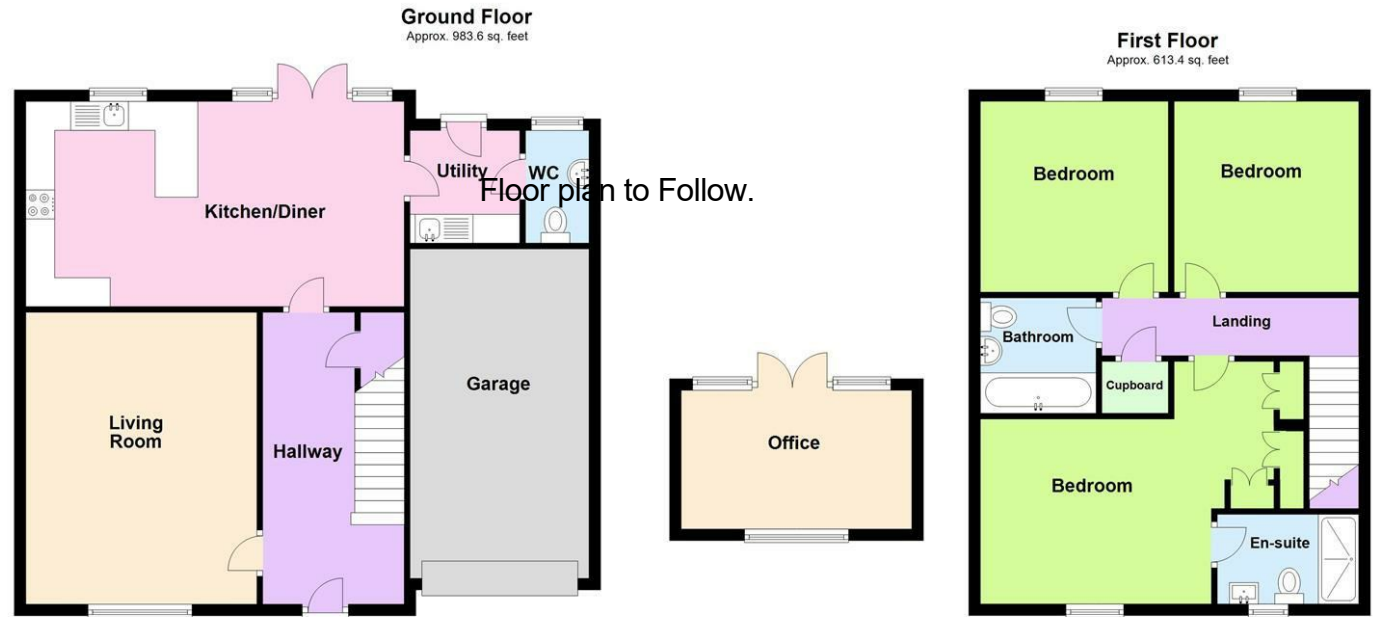 Ground Floor
Approx. 983.6 sq. feet
First Floor
Approx. 613.4 sq. feet
Utility
WC
Floor plan to Follow.
Kitchen/Diner
Living
Room
Hallway
Garage
Office
Bedroom
Bedroom
Landing
Bathroom
Cupboard
Bedroom
En-suite